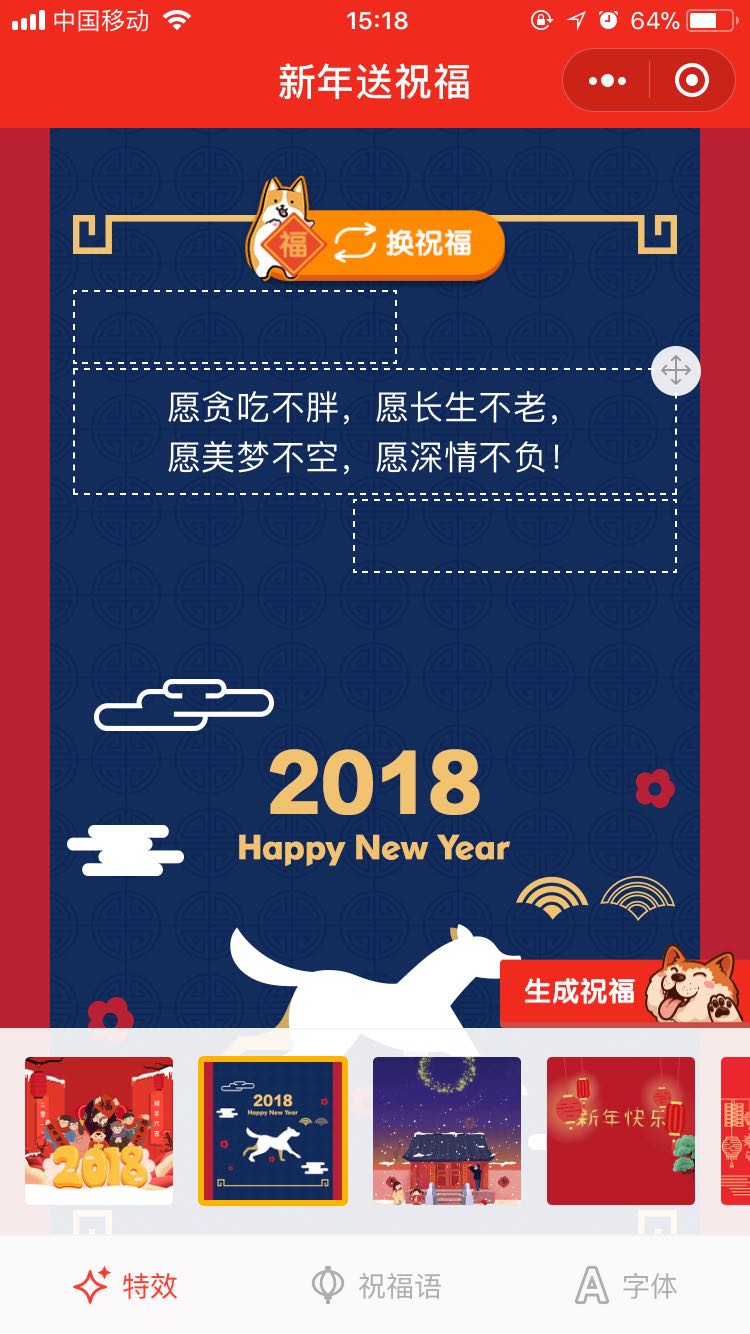 中国移动
15:18
64%
新年送祝福
福
换祝福
愿贪吃不胖，愿长生不老，
愿美梦不空，愿深情不负！
2018
Happy New Year
生成祝福
2018
2018
Happy New Year
新年快乐
特效
祝福语
字体